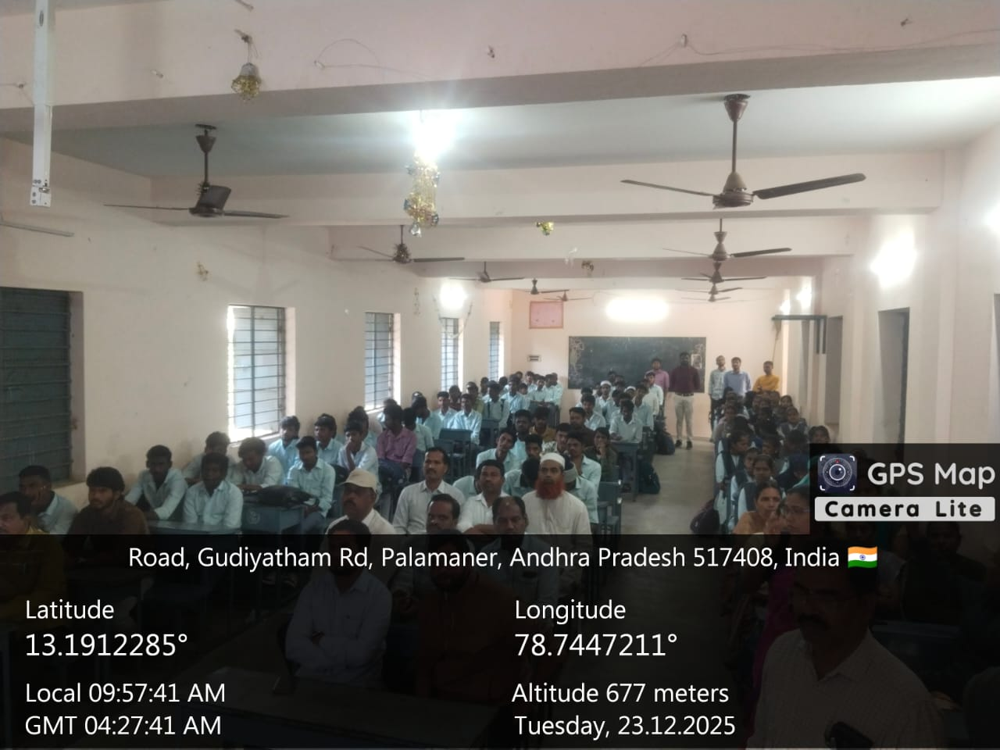 GPS Map
Camera Lite
Road, Gudiyatham Rd, Palamaner, Andhra Pradesh 517408, India 🇮🇳
Latitude
13.1912285°
Longitude
78.7447211°
Local 09:57:41 AM
GMT 04:27:41 AM
Altitude 677 meters
Tuesday, 23.12.2025